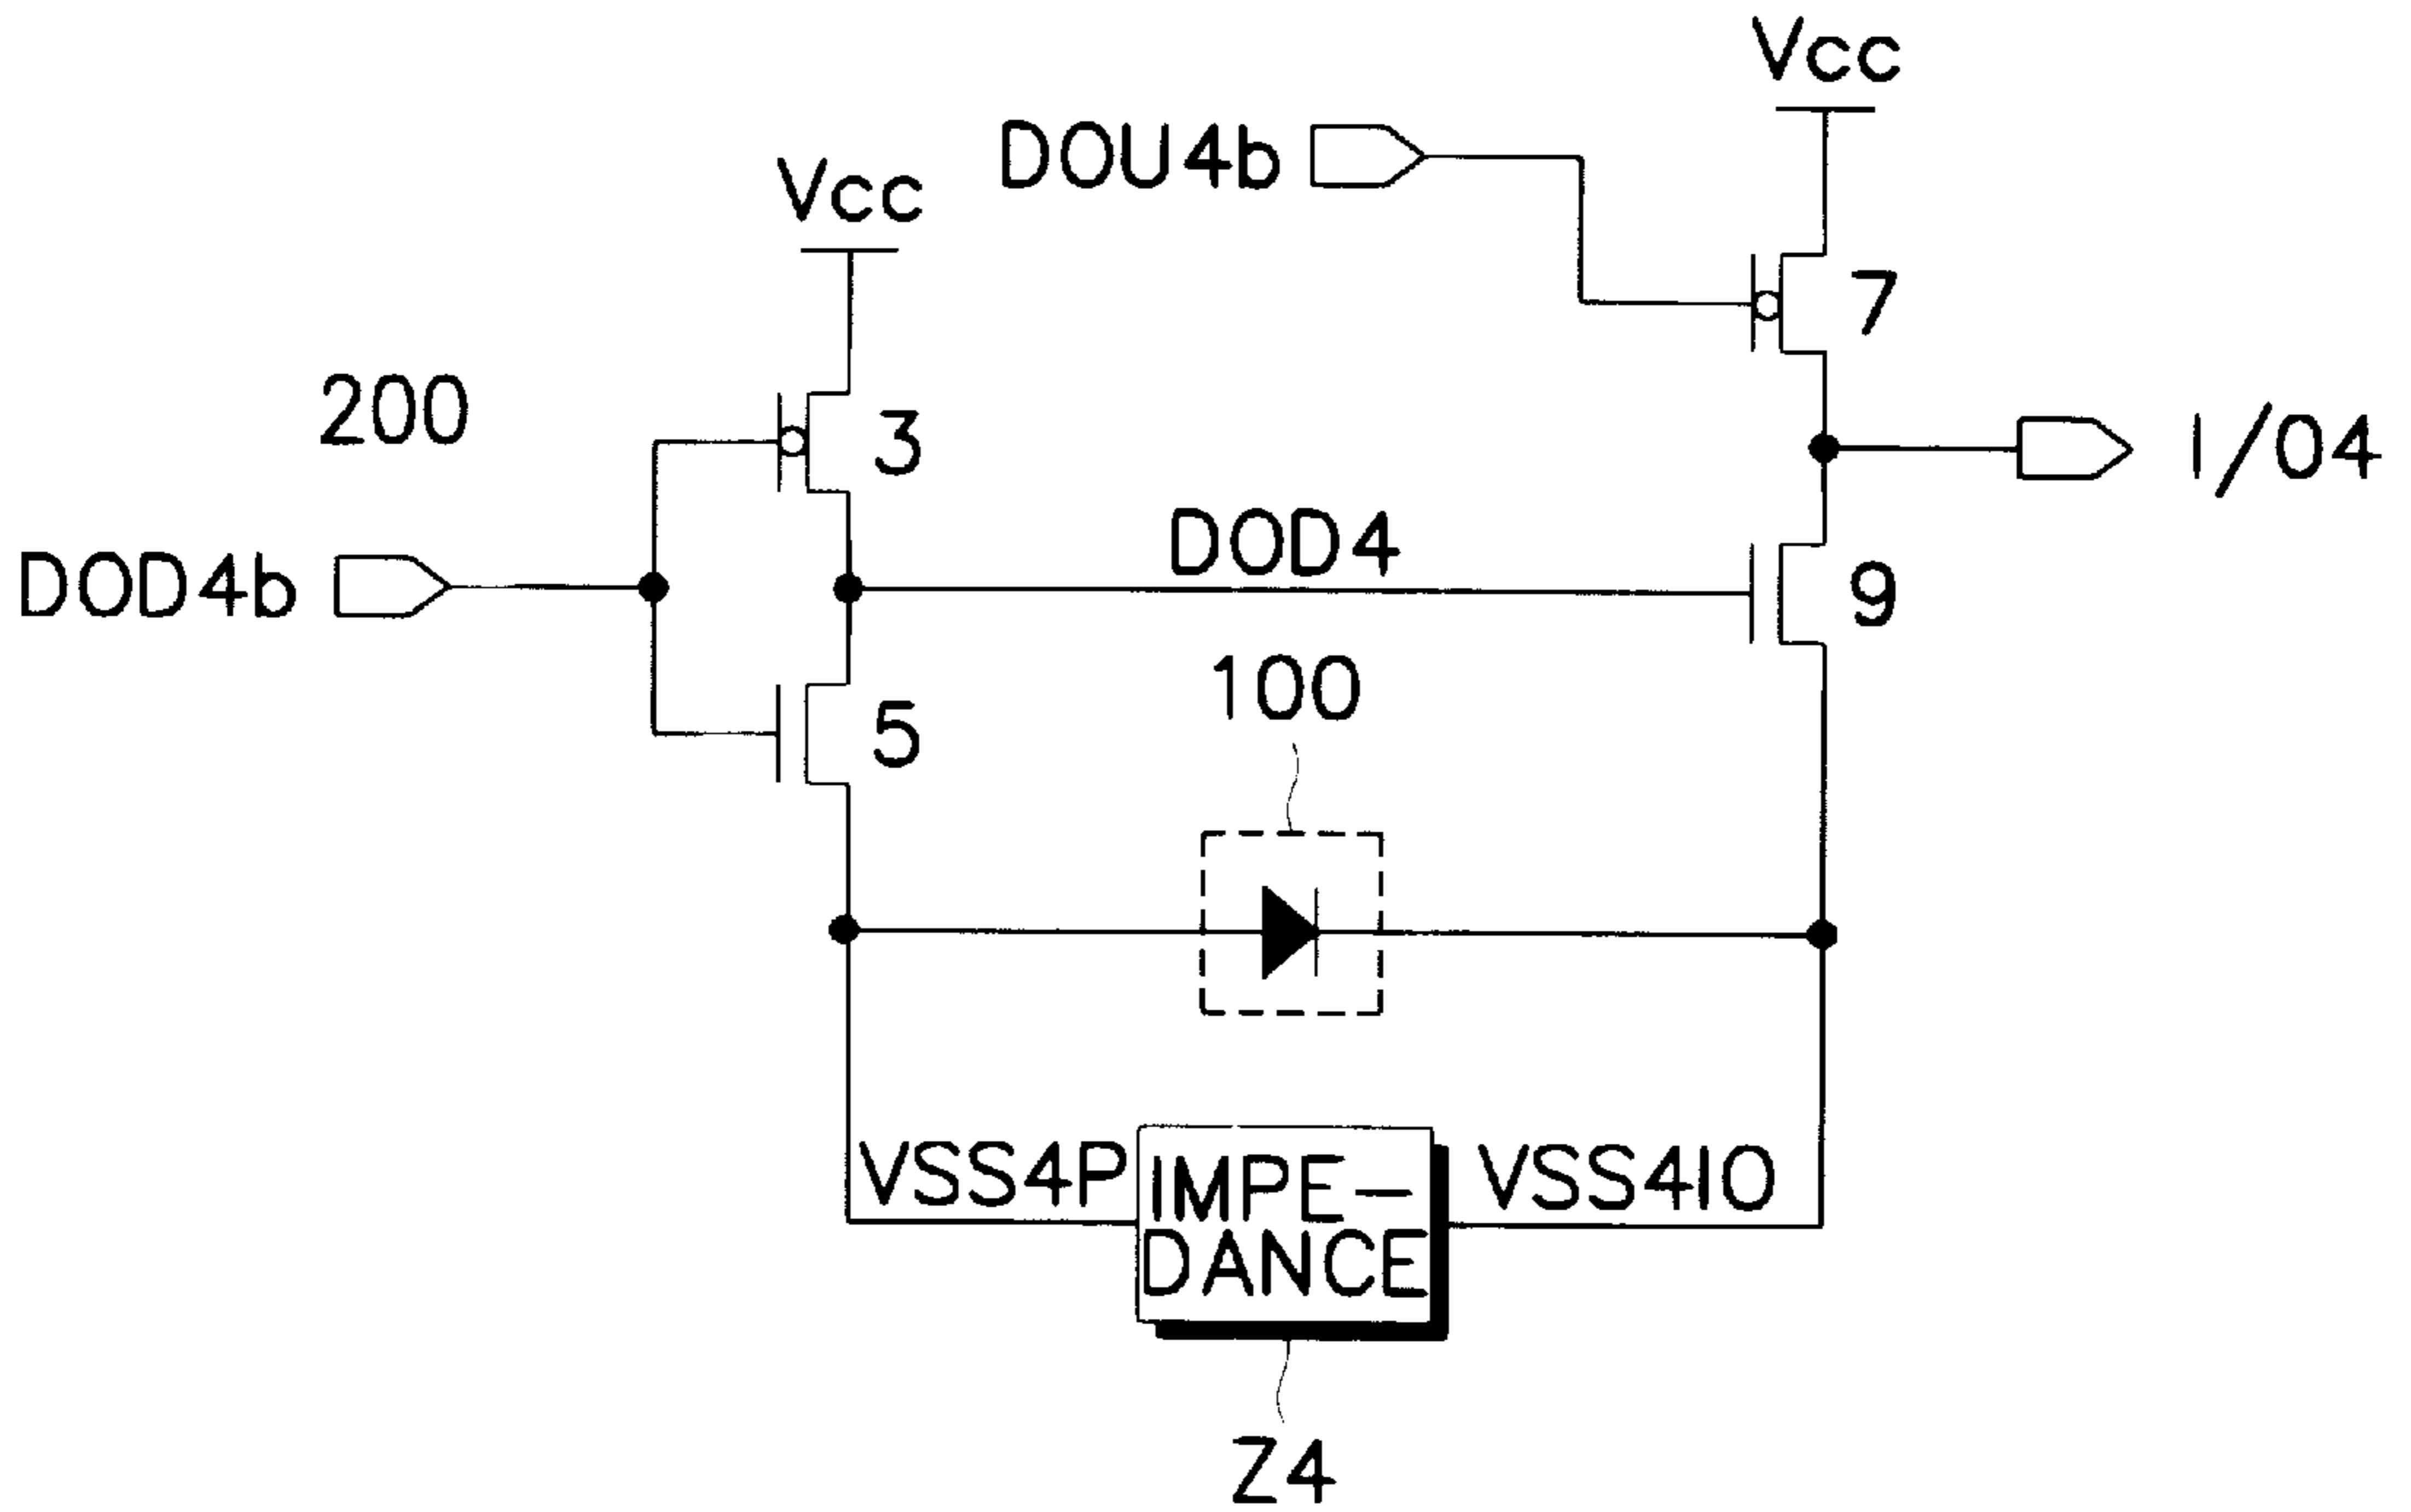 Vcc
DOU4b
Vcc
7
200
3
I/O4
DOD4
DOD4b
9
100
5
VSS4P
IMPE-
DANCE
VSS4IO
Z4